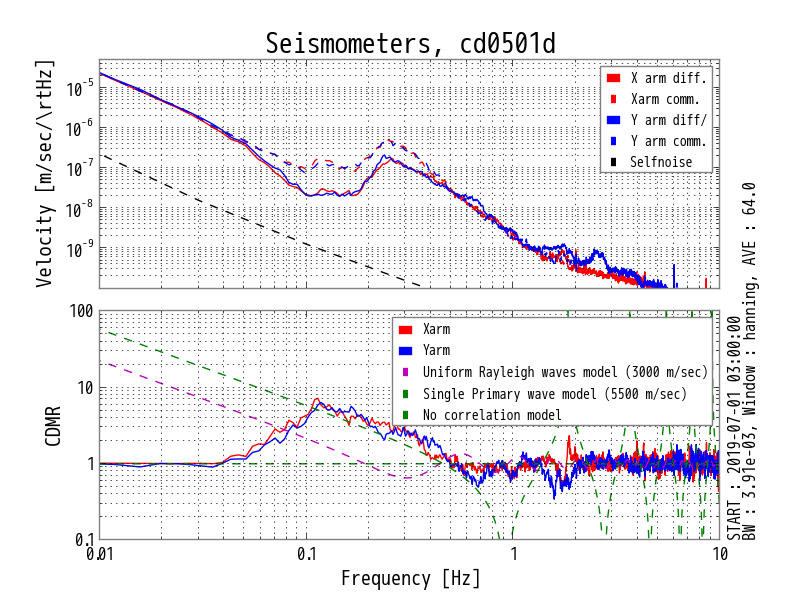 Seismometers, cd0501d
Velocity [m/sec/\rtHz]
10^-5
10^-6
10^-7
10^-8
10^-9
X arm diff.
Xarm comm.
Y arm diff/
Y arm comm.
Selfnoise
CDMR
100
10
1
0.1
Xarm
Yarm
Uniform Rayleigh waves model (3000 m/sec)
Single Primary wave model (5500 m/sec)
No correlation model
0.01
0.1
1
10
Frequency [Hz]
START : 2019-07-01 03:00:00
BW : 3.91e-03, Window : hanning, AVE : 64.0